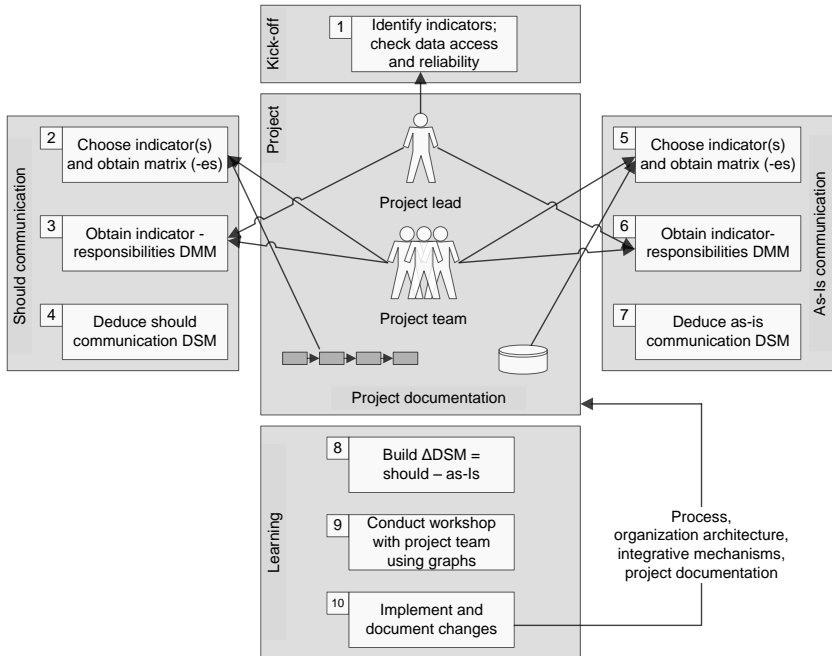 Kick-off
1
Identify indicators;
check data access
and reliability
Should communication
2
Choose indicator(s)
and obtain matrix (-es)
3
Obtain indicator -
responsibilities DMM
4
Deduce should
communication DSM
Project
Project lead
Project team
Project documentation
As-Is communication
5
Choose indicator(s)
and obtain matrix (-es)
6
Obtain indicator-
responsibilities DMM
7
Deduce as-is
communication DSM
Learning
8
Build ΔDSM =
should – as-Is
9
Conduct workshop
with project team
using graphs
10
Implement and
document changes
Process,
organization architecture,
integrative mechanisms,
project documentation